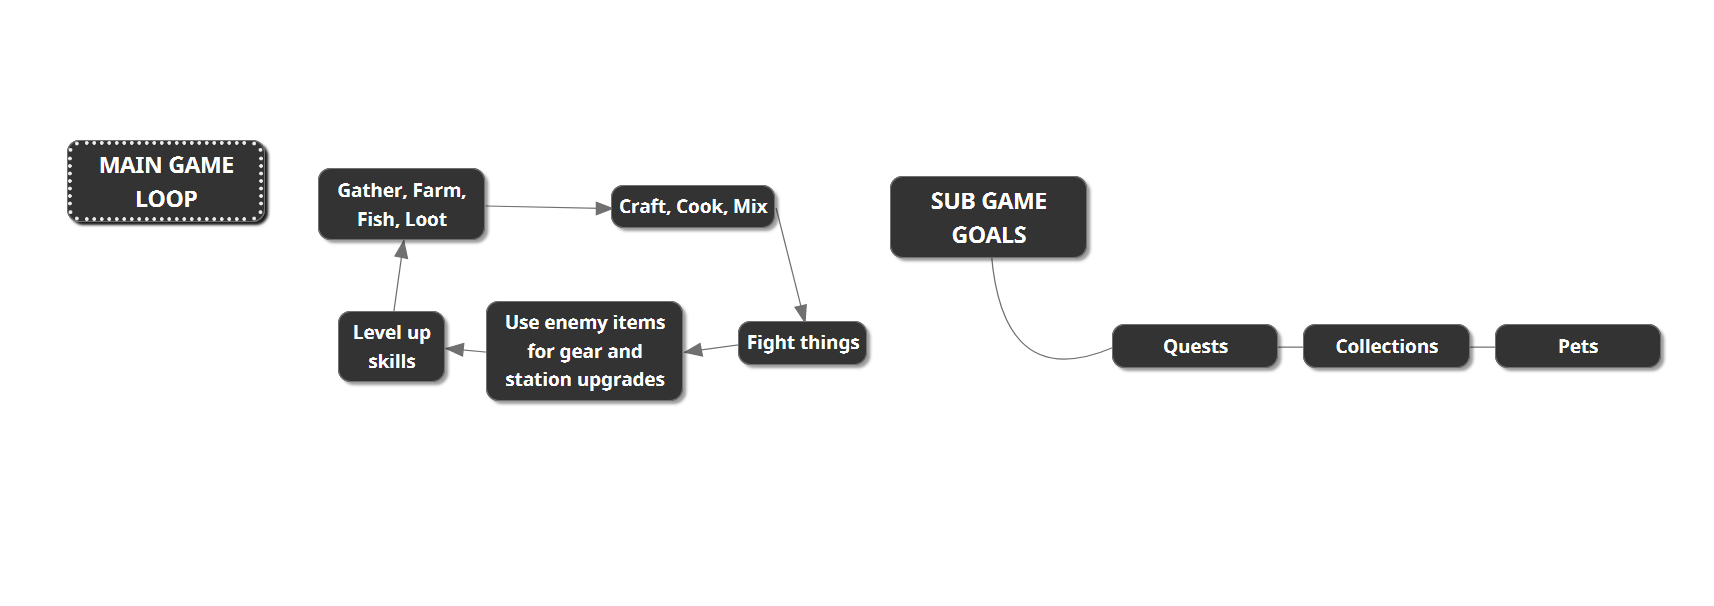 MAIN GAME
LOOP
Gather, Farm,
Fish, Loot
Craft, Cook, Mix
Fight things
Use enemy items
for gear and
station upgrades
Level up
skills
SUB GAME
GOALS
Quests
Collections
Pets